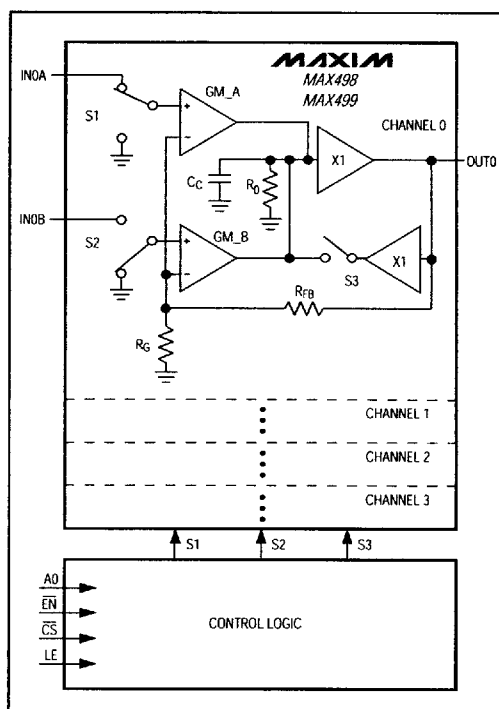 MAXIM
MAX498
MAX499
IN0A
GM_A
CHANNEL 0
S1
X1
OUT0
CC
RO
IN0B
S2
GM_B
S3
X1
RFB
RG
CHANNEL 1
CHANNEL 2
CHANNEL 3
S1
S2
S3
A0
EN
CS
LE
CONTROL LOGIC